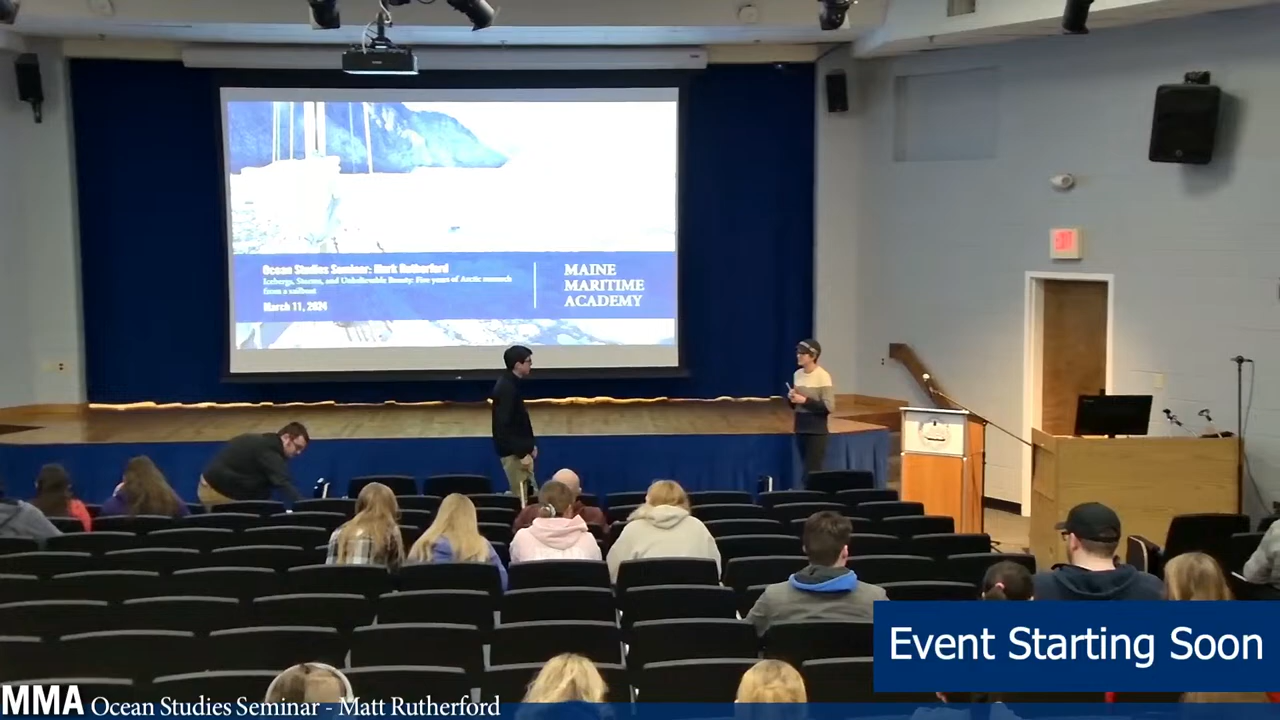 Ocean Studies Seminar: Mark Rutherford
Icebergs, Storms, and Unbelievable Beauty: Five years of Arctic research
from a sailboat
March 11, 2024
MAINE
MARITIME
ACADEMY
EXIT
Event Starting Soon
MMA Ocean Studies Seminar - Matt Rutherford